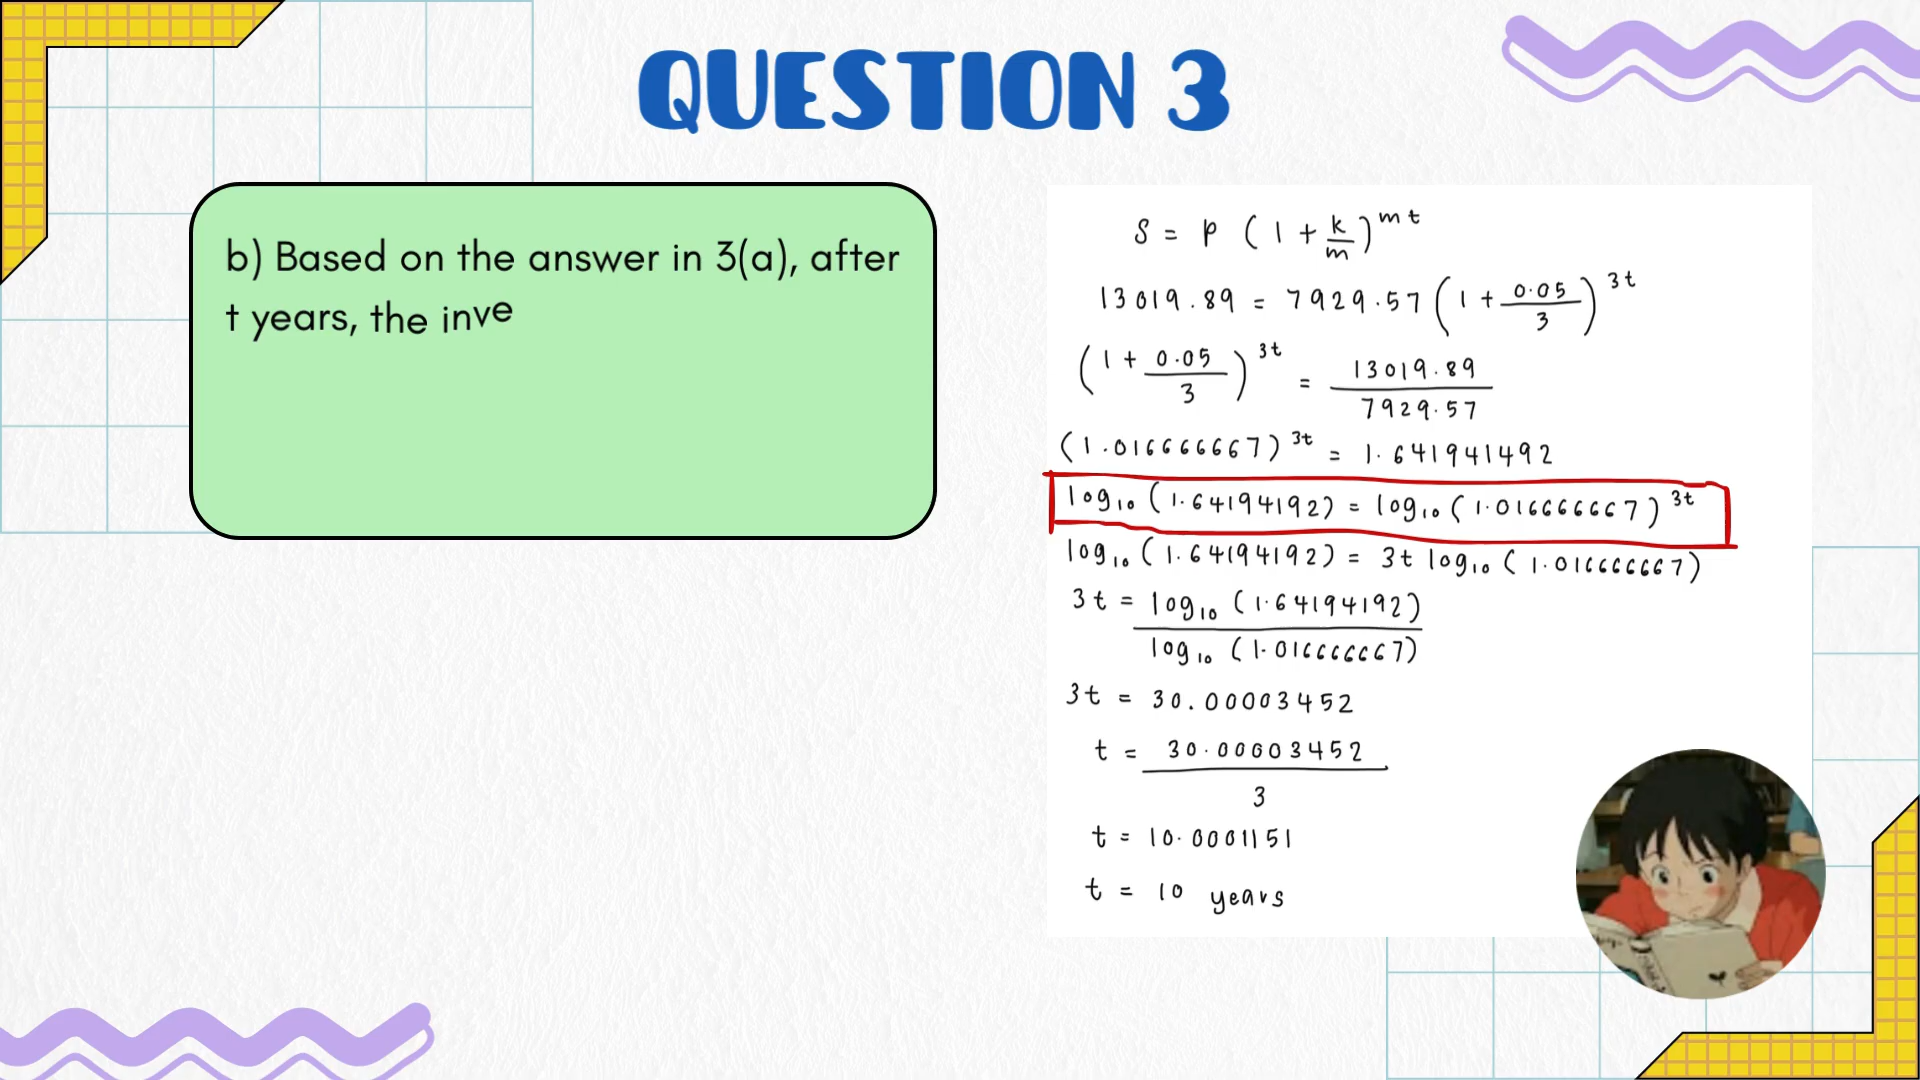 QUESTION 3
b) Based on the answer in 3(a), after
t years, the inve
S = P (1 + k/m)^mt
13019.89 = 7929.57 (1 + 0.05/3)^3t
(1 + 0.05/3)^3t = 13019.89/7929.57
(1.016666667)^3t = 1.641941492
log₁₀ (1.64194192) = log₁₀ (1.016666667)^3t
log₁₀ (1.64194192) = 3t log₁₀ (1.016666667)
3t = log₁₀ (1.64194192)/log₁₀ (1.016666667)
3t = 30.00003452
t = 30.00003452/3
t = 10.0001151
t = 10 years